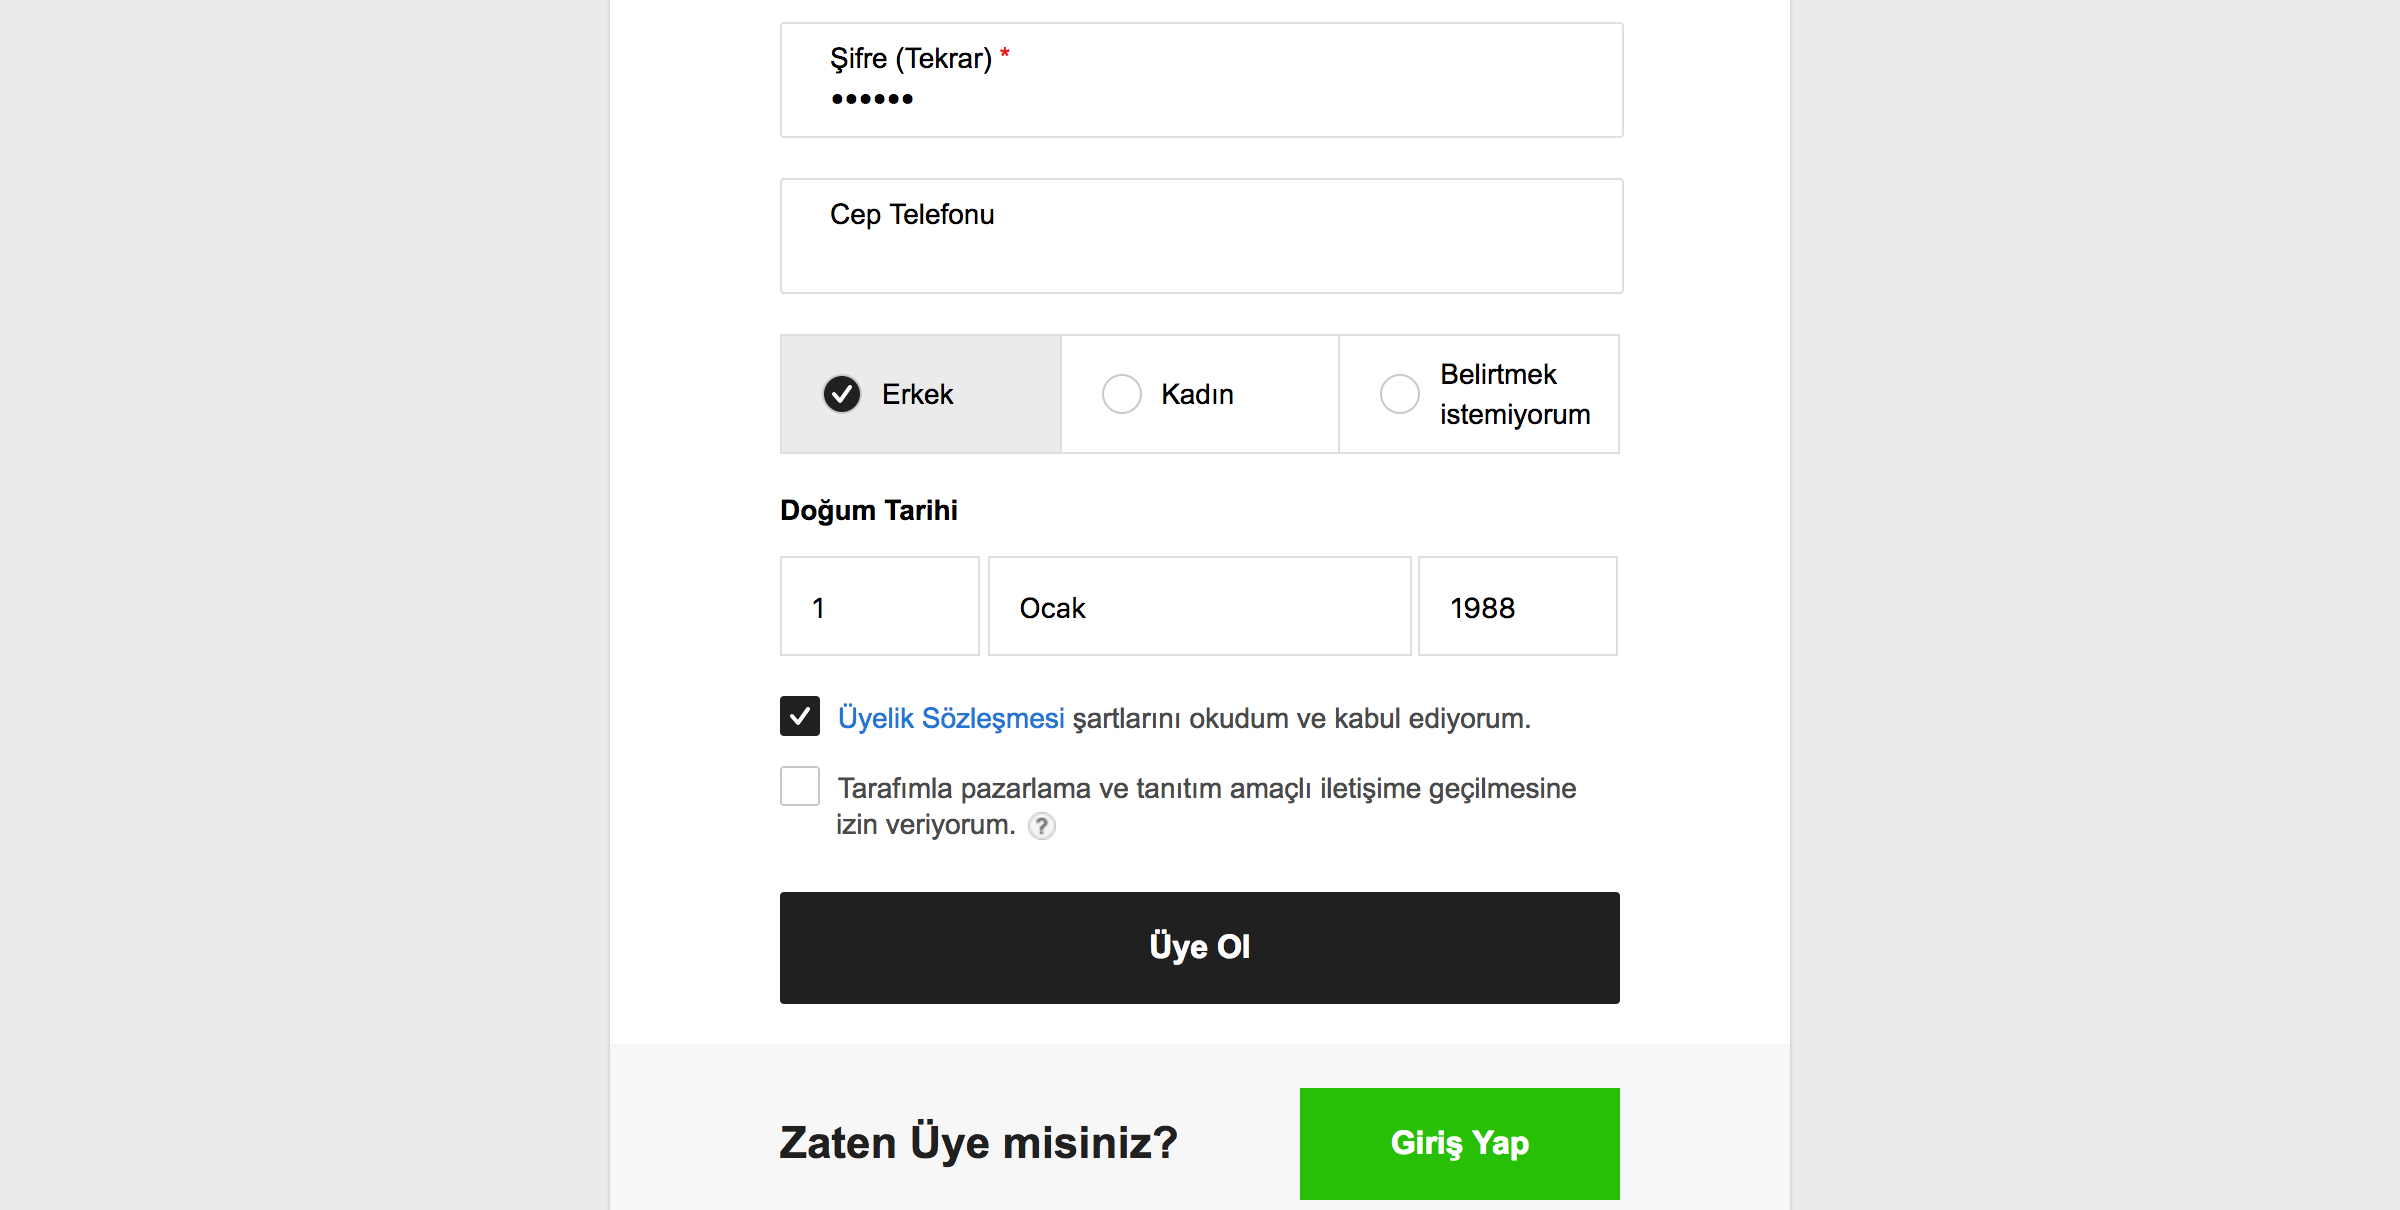 Şifre (Tekrar) *
••••••
Cep Telefonu
Erkek
Kadın
Belirtmek
istemiyorum
Doğum Tarihi
1
Ocak
1988
Üyelik Sözleşmesi şartlarını okudum ve kabul ediyorum.
Tarafımla pazarlama ve tanıtım amaçlı iletişime geçilmesine
izin veriyorum. ?
Üye Ol
Zaten Üye misiniz?
Giriş Yap